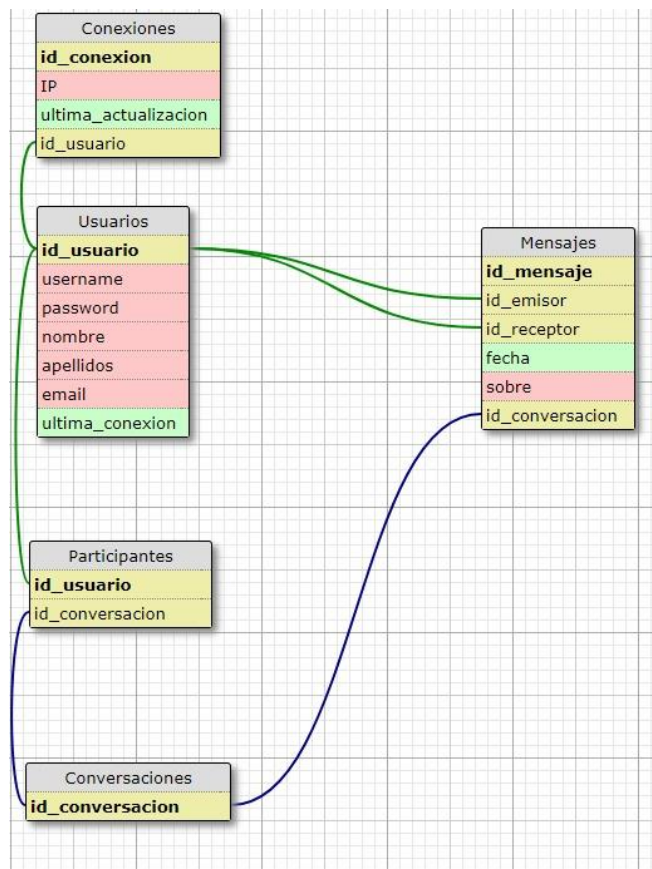 Conexiones
id_conexion
IP
ultima_actualizacion
id_usuario
Usuarios
id_usuario
username
password
nombre
apellidos
email
ultima_conexion
Mensajes
id_mensaje
id_emisor
id_receptor
fecha
sobre
id_conversacion
Participantes
id_usuario
id_conversacion
Conversaciones
id_conversacion